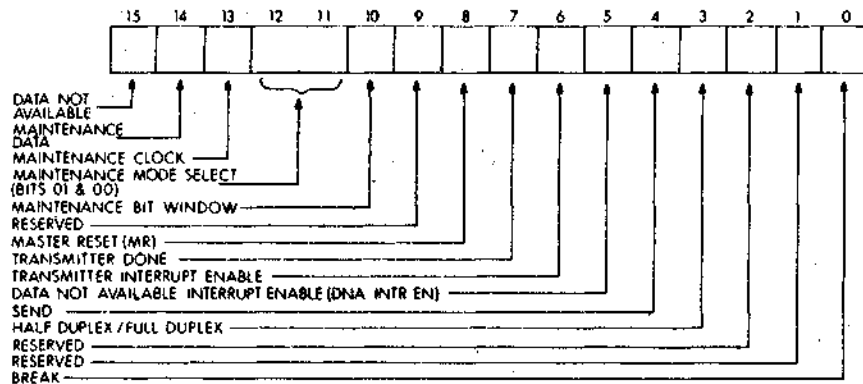 15 14 13 12 11 10 9 8 7 6 5 4 3 2 1 0
DATA NOT
AVAILABLE
MAINTENANCE
DATA
MAINTENANCE CLOCK
MAINTENANCE MODE SELECT
(BITS 01 & 00)
MAINTENANCE BIT WINDOW
RESERVED
MASTER RESET (MR)
TRANSMITTER DONE
TRANSMITTER INTERRUPT ENABLE
DATA NOT AVAILABLE INTERRUPT ENABLE (DNA INTR EN)
SEND
HALF DUPLEX/FULL DUPLEX
RESERVED
RESERVED
BREAK